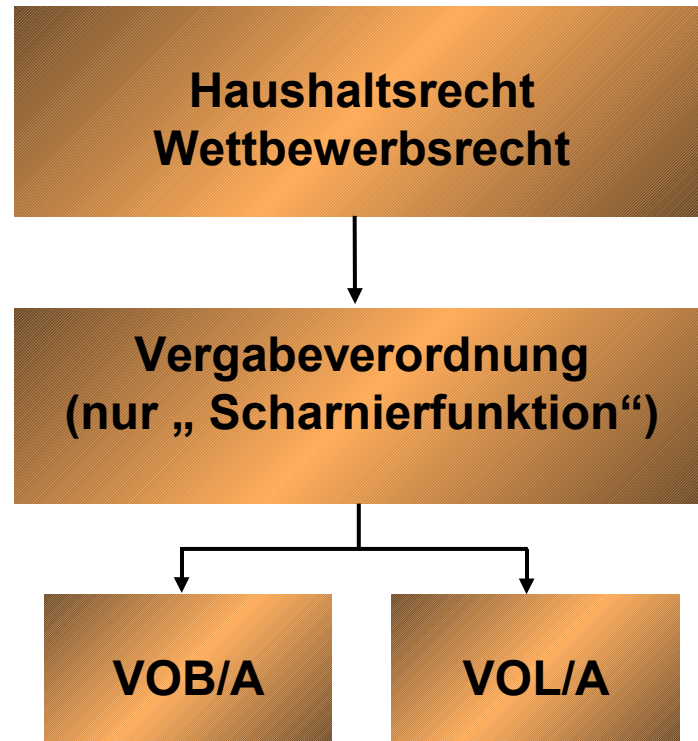 Haushaltsrecht
Wettbewerbsrecht
Vergabeverordnung
(nur „ Scharnierfunktion“)
VOB/A
VOL/A